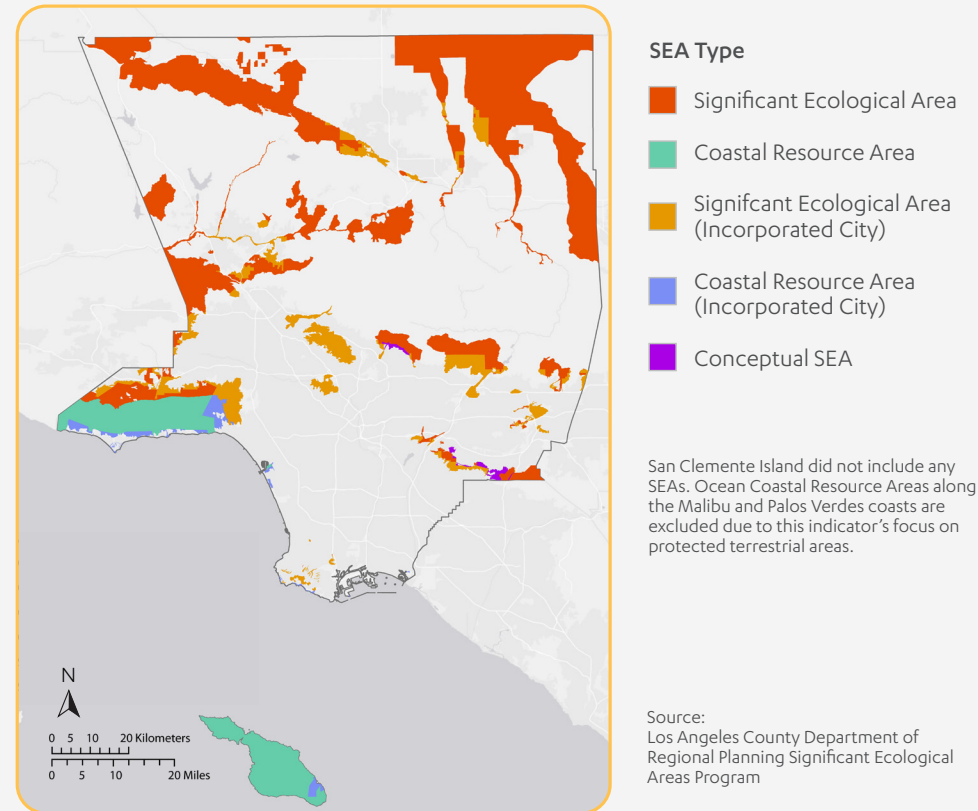 SEA Type
Significant Ecological Area
Coastal Resource Area
Signifcant Ecological Area
(Incorporated City)
Coastal Resource Area
(Incorporated City)
Conceptual SEA
San Clemente Island did not include any
SEAs. Ocean Coastal Resource Areas along
the Malibu and Palos Verdes coasts are
excluded due to this indicator’s focus on
protected terrestrial areas.
N
0 5 10 20 Kilometers
0 5 10 20 Miles
Source:
Los Angeles County Department of
Regional Planning Significant Ecological
Areas Program